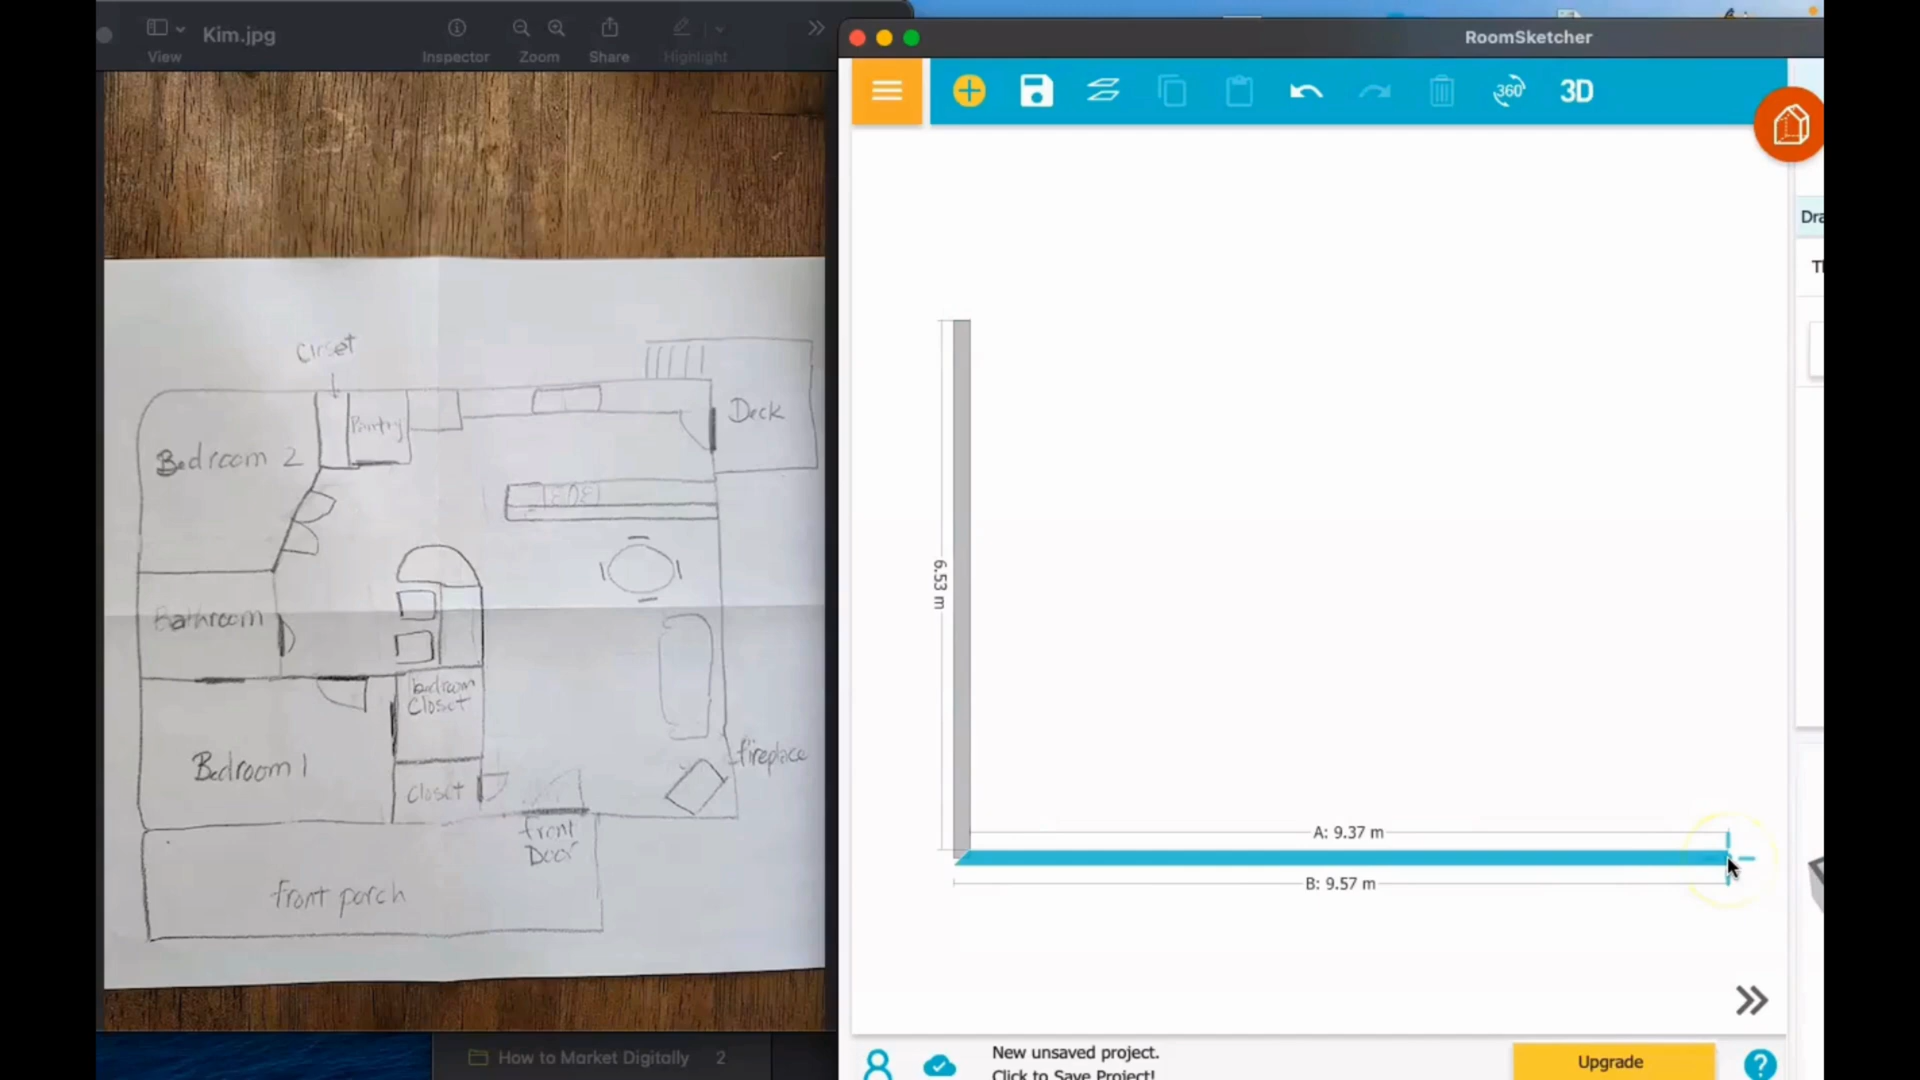 Kim.jpg
View
Inspector
Zoom
Share
Highlight
RoomSketcher
360
3D
Dra
Closet
Pantry
Bedroom 2
Deck
Bathroom
bedroom
Closet
Bedroom 1
closet
fireplace
front
Door
front porch
6.53 m
A: 9.37 m
B: 9.57 m
How to Market Digitally 2
New unsaved project.
Click to Save Project!
Upgrade
?